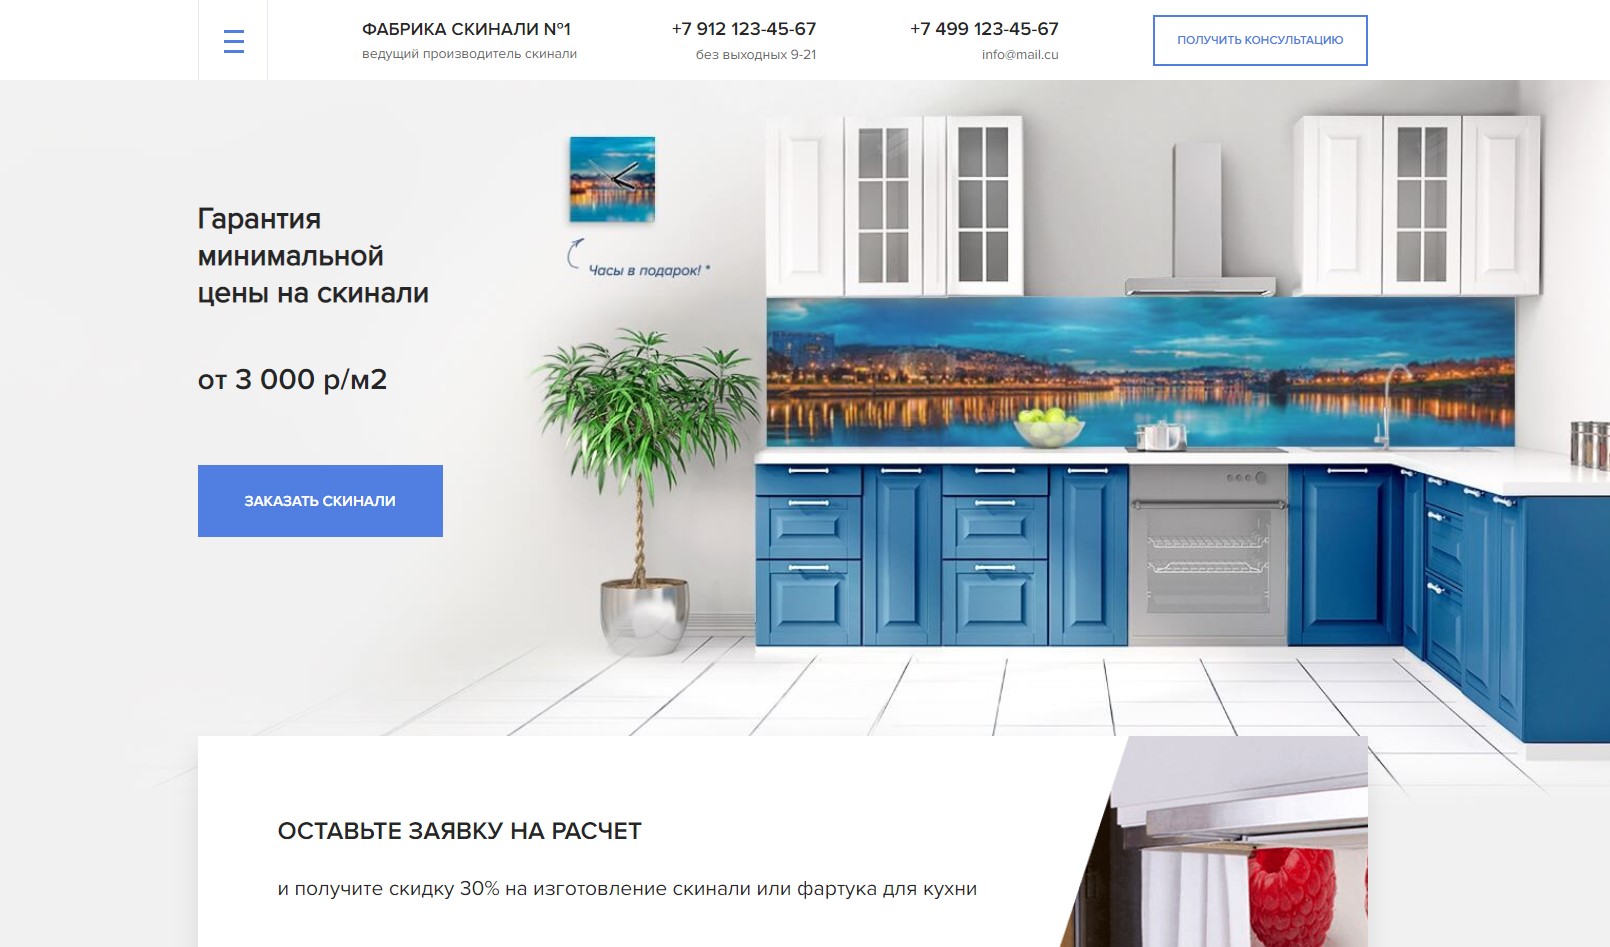 ФАБРИКА СКИНАЛИ №1
ведущий производитель скинали
+7 912 123-45-67
без выходных 9-21
+7 499 123-45-67
info@mail.cu
ПОЛУЧИТЬ КОНСУЛЬТАЦИЮ
Гарантия
минимальной
цены на скинали
от 3 000 р/м2
ЗАКАЗАТЬ СКИНАЛИ
Часы в подарок! *
ОСТАВЬТЕ ЗАЯВКУ НА РАСЧЕТ
и получите скидку 30% на изготовление скинали или фартука для кухни